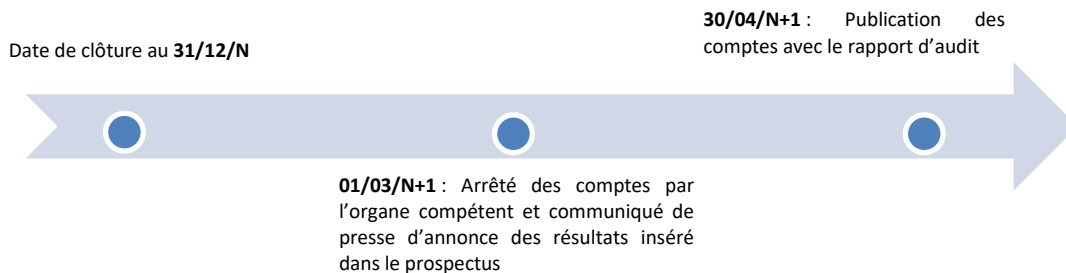 Date de clôture au 31/12/N
01/03/N+1 : Arrêté des comptes par
l’organe compétent et communiqué de
presse d’annonce des résultats inséré
dans le prospectus
30/04/N+1 : Publication des
comptes avec le rapport d’audit